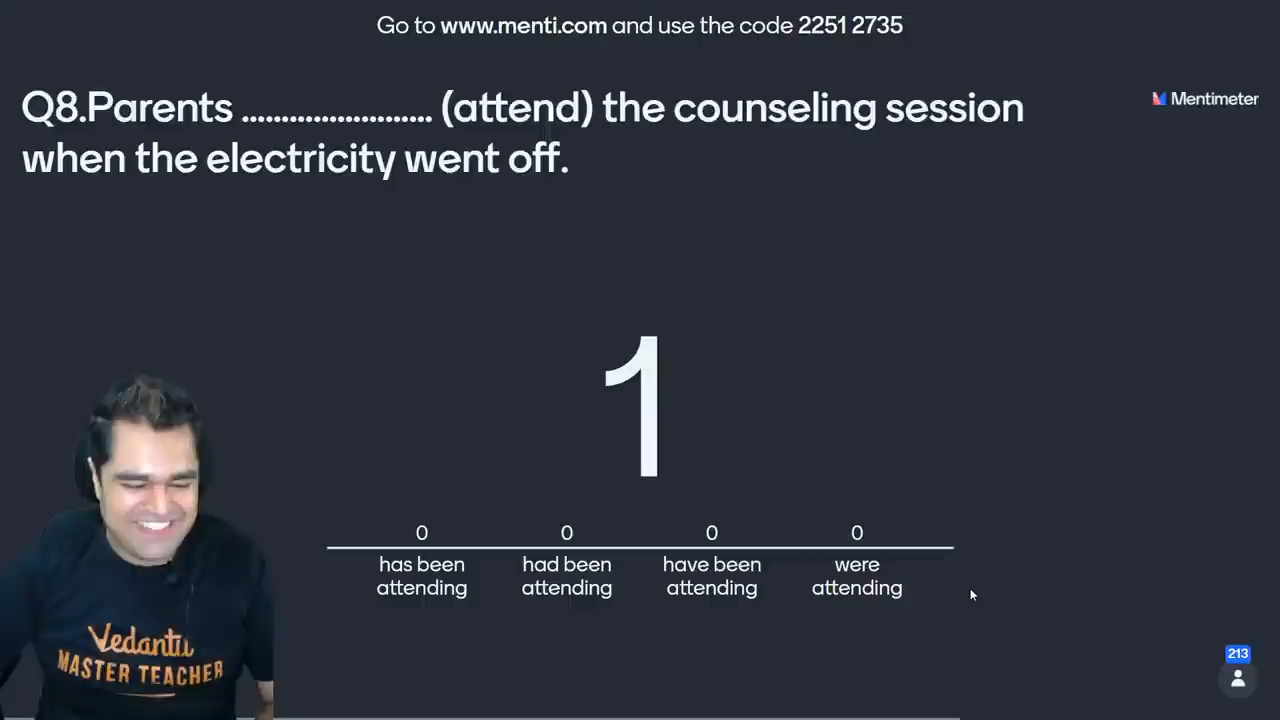 Go to www.menti.com and use the code 2251 2735
Q8.Parents ........................ (attend) the counseling session
when the electricity went off.
Mentimeter
1
0
0
0
0
has been
attending
had been
attending
have been
attending
were
attending
Vedantu
MASTER TEACHER
213